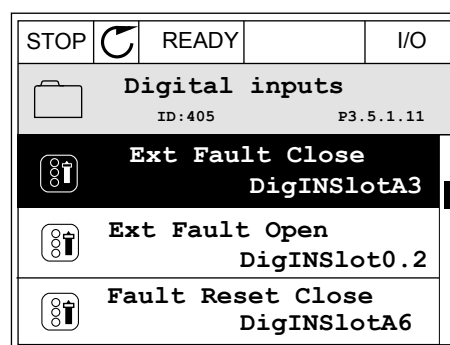 STOP READY I/O
Digital inputs
ID:405 P3.5.1.11
Ext Fault Close
DigINSlotA3
Ext Fault Open
DigINSlot0.2
Fault Reset Close
DigINSlotA6